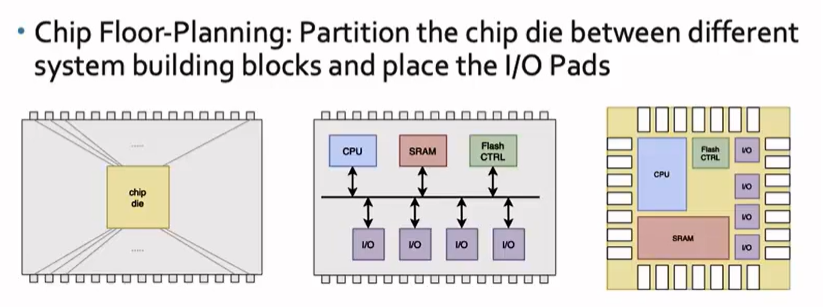 • Chip Floor-Planning: Partition the chip die between different
system building blocks and place the I/O Pads
.....
chip
die
.....
CPU
SRAM
Flash
CTRL
I/O
I/O
I/O
I/O
CPU
Flash
CTRL
I/O
I/O
I/O
SRAM
I/O